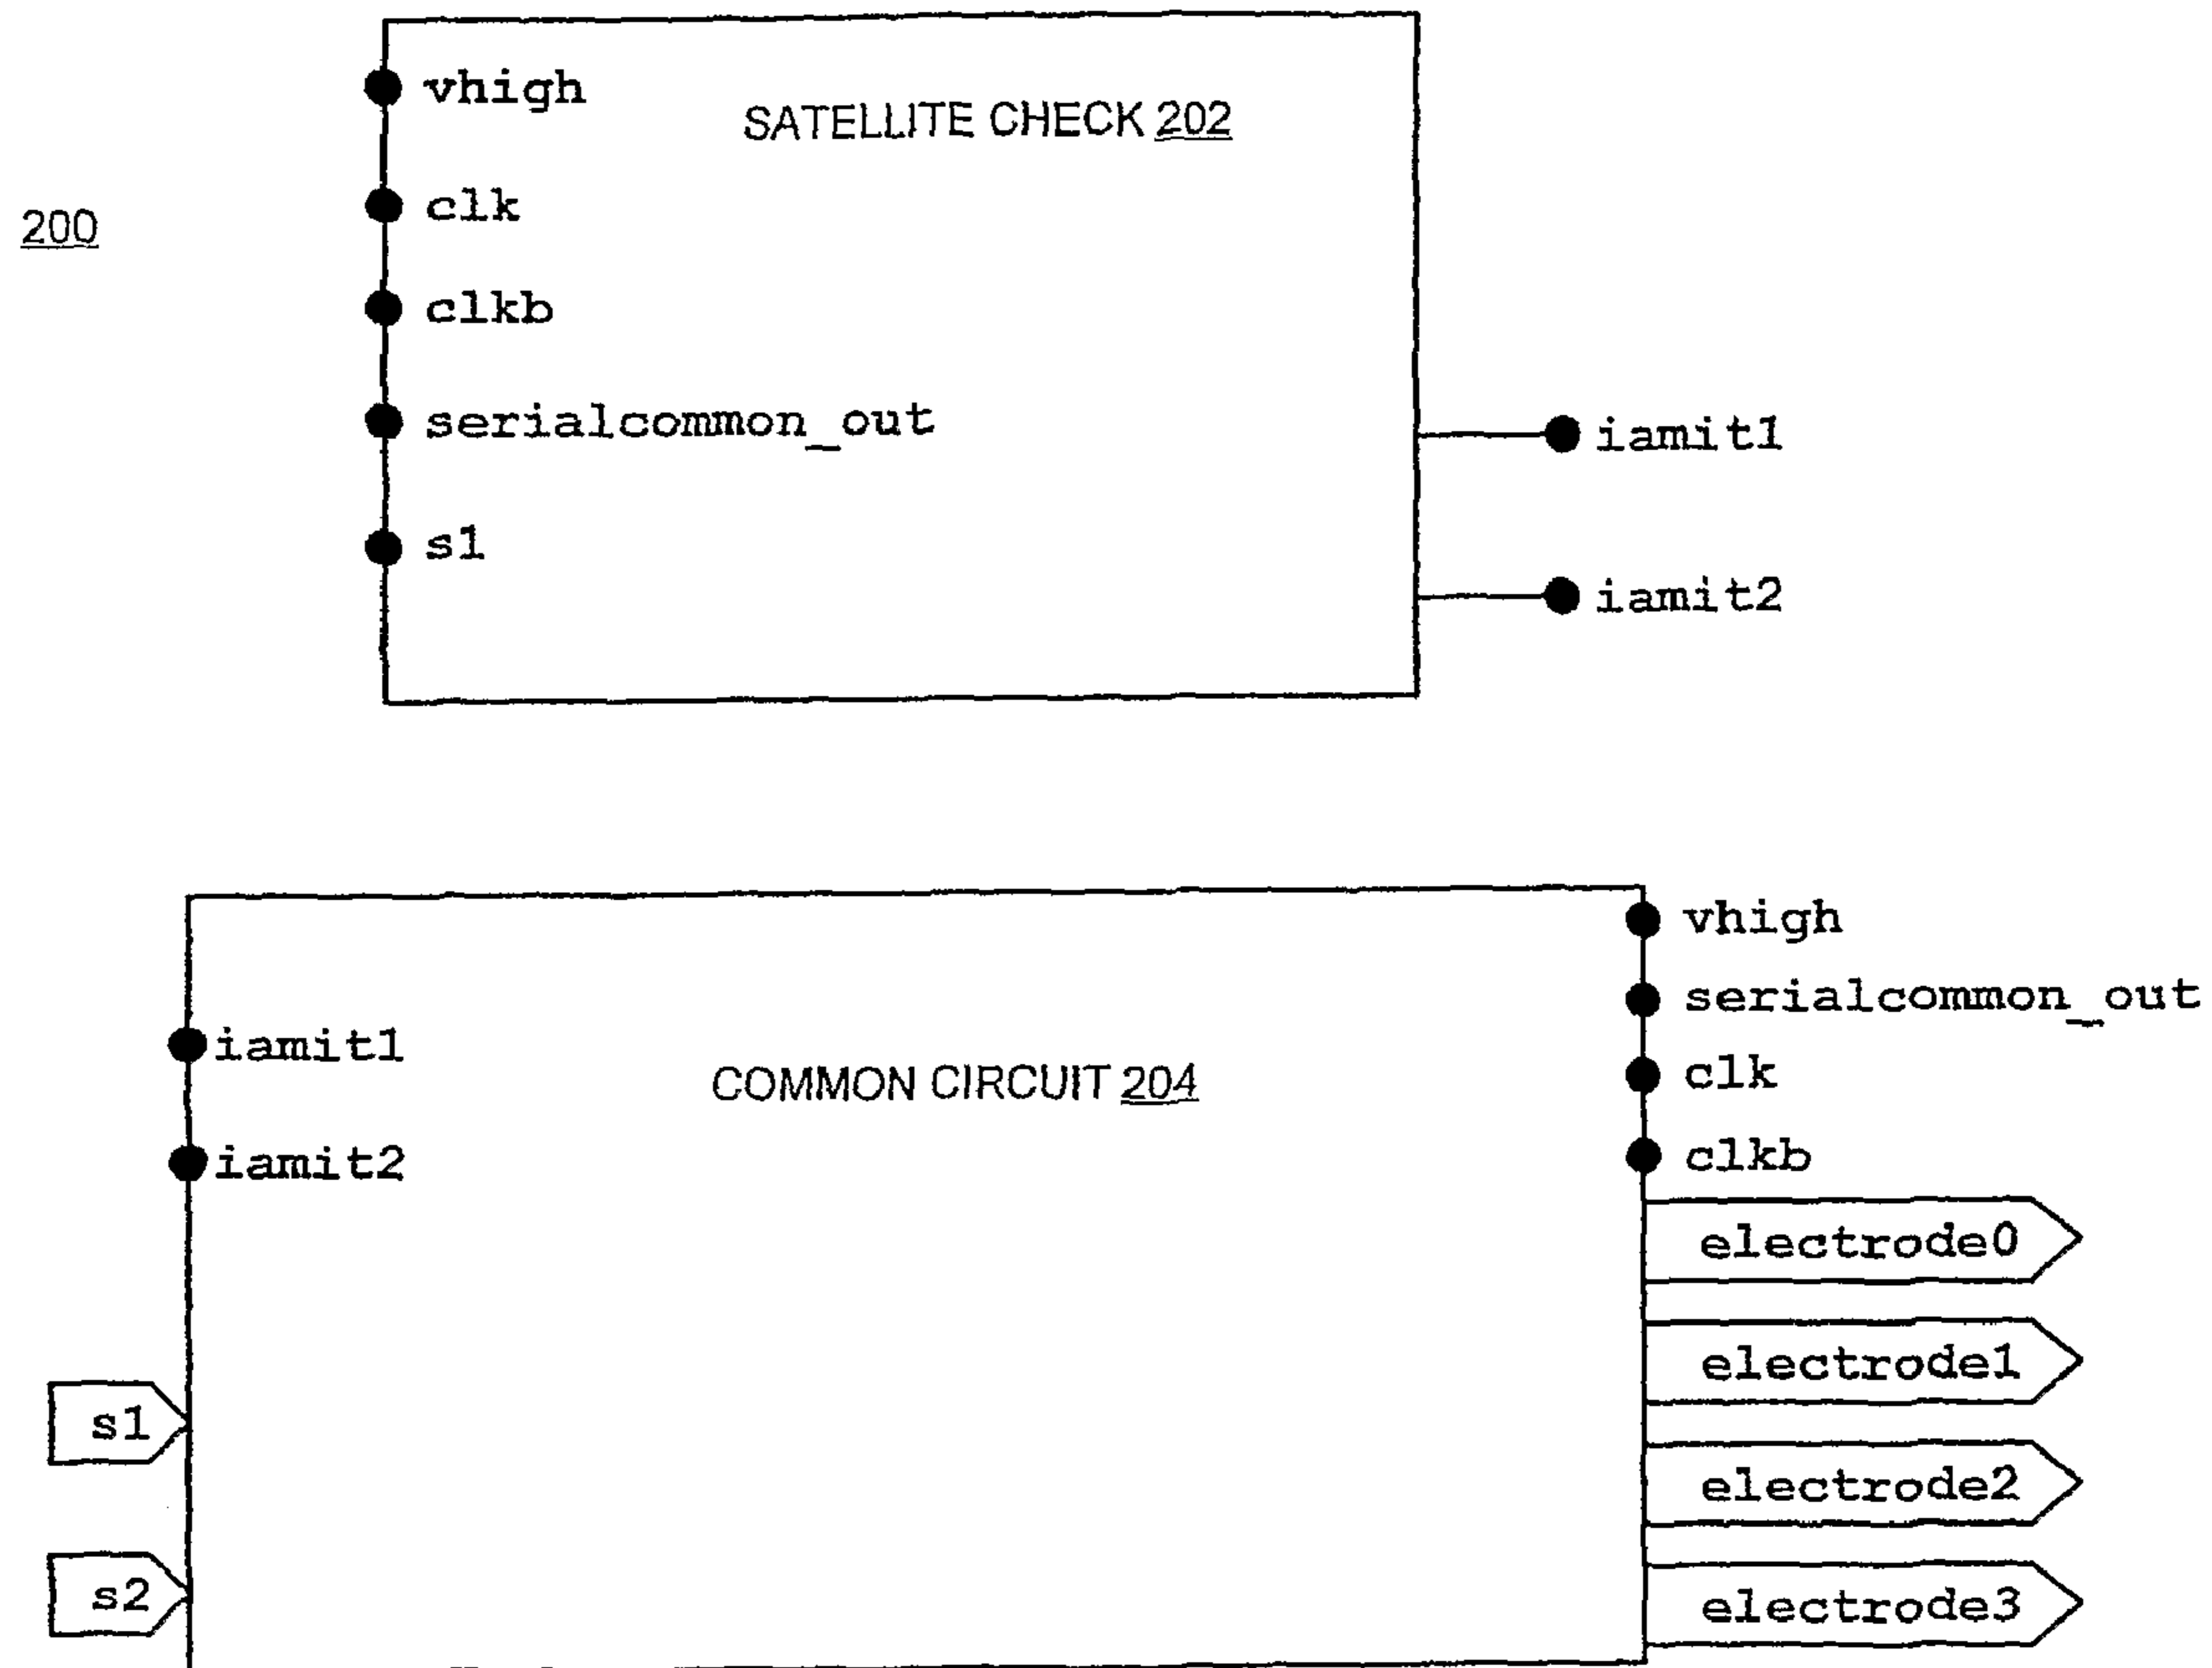 200
SATELLITE CHECK 202
vhigh
clk
clkb
serialcommon_out
s1
iamit1
iamit2
COMMON CIRCUIT 204
iamit1
iamit2
s1
s2
vhigh
serialcommon_out
clk
clkb
electrode0
electrode1
electrode2
electrode3